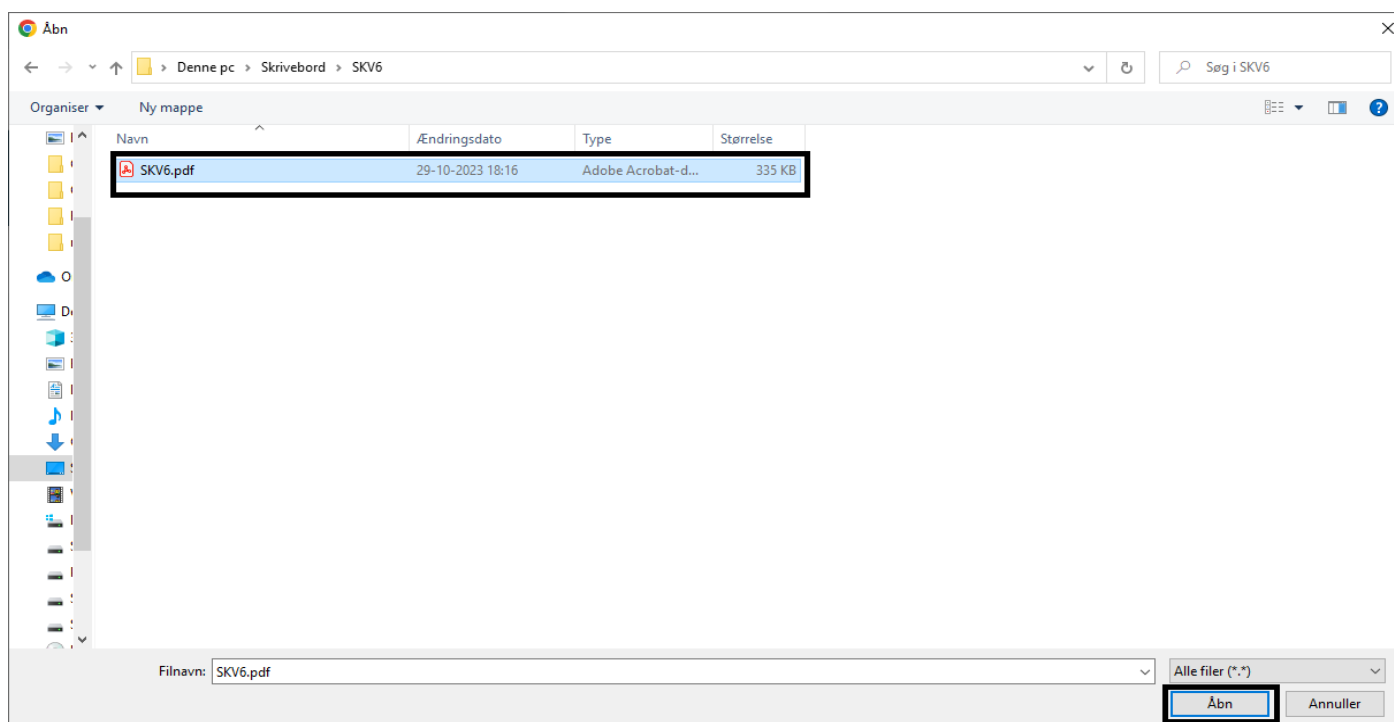 Åbn
Denne pc > Skrivebord > SKV6
Søg i SKV6
Organiser
Ny mappe
Navn Ændringsdato Type Størrelse
SKV6.pdf 29-10-2023 18:16 Adobe Acrobat-d... 335 KB
Filnavn: SKV6.pdf
Alle filer (*.*)
Åbn Annuller